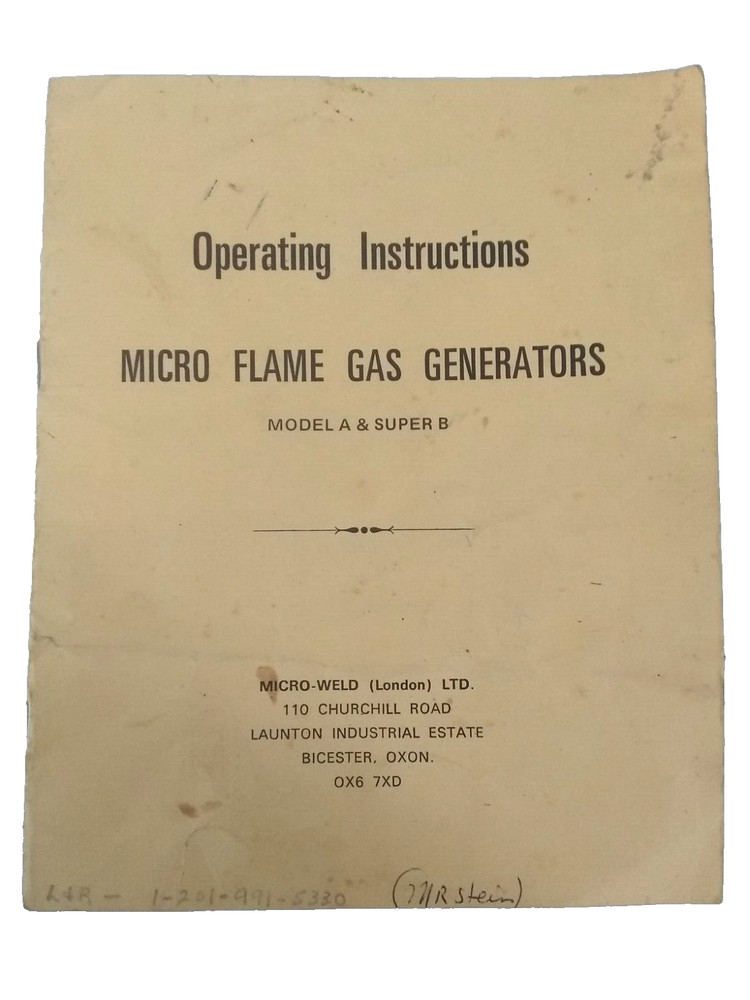 Operating Instructions
MICRO FLAME GAS GENERATORS
MODEL A & SUPER B
MICRO-WELD (London) LTD.
110 CHURCHILL ROAD
LAUNTON INDUSTRIAL ESTATE
BICESTER, OXON.
OX6 7XD
L&R - 1-201-991-5330 (MR Stein)